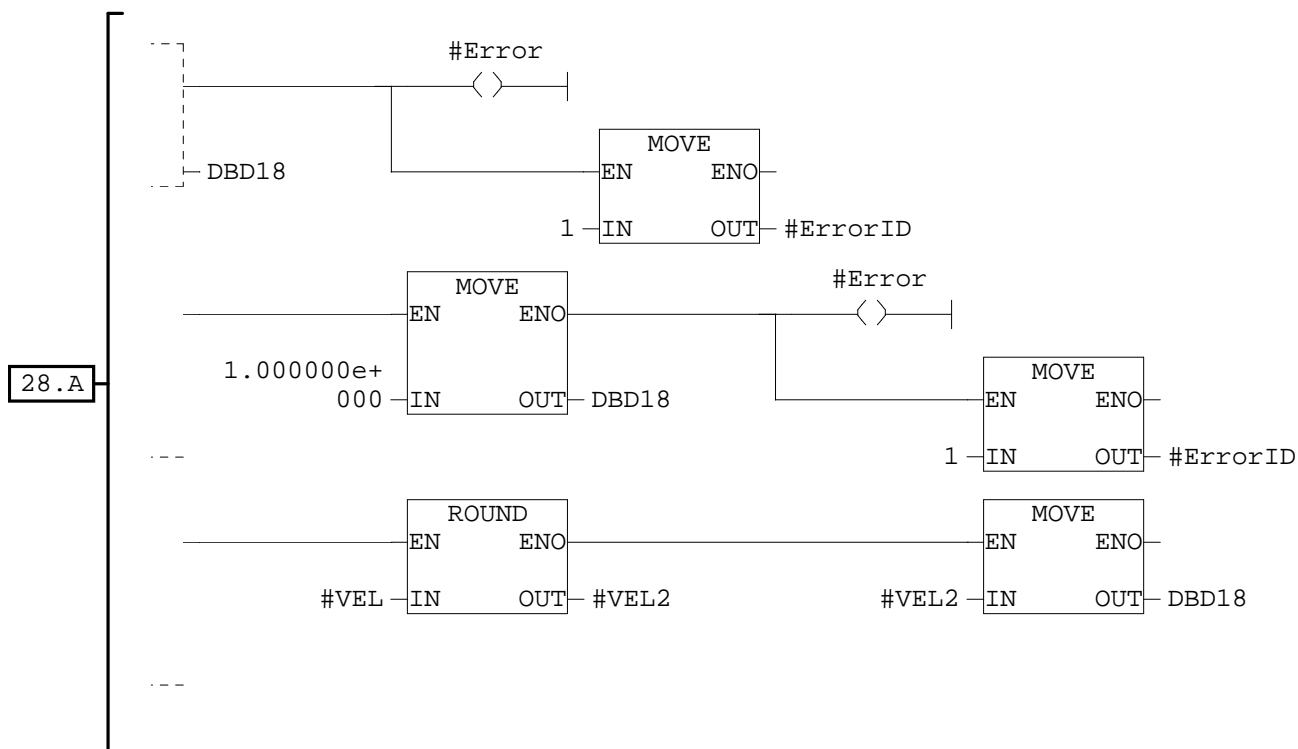 #Error
MOVE
DBD18 EN ENO
1 IN OUT #ErrorID
MOVE #Error
EN ENO
28.A 1.000000e+ MOVE
000 IN OUT DBD18 EN ENO
1 IN OUT #ErrorID
ROUND MOVE
EN ENO EN ENO
#VEL IN OUT #VEL2 #VEL2 IN OUT DBD18